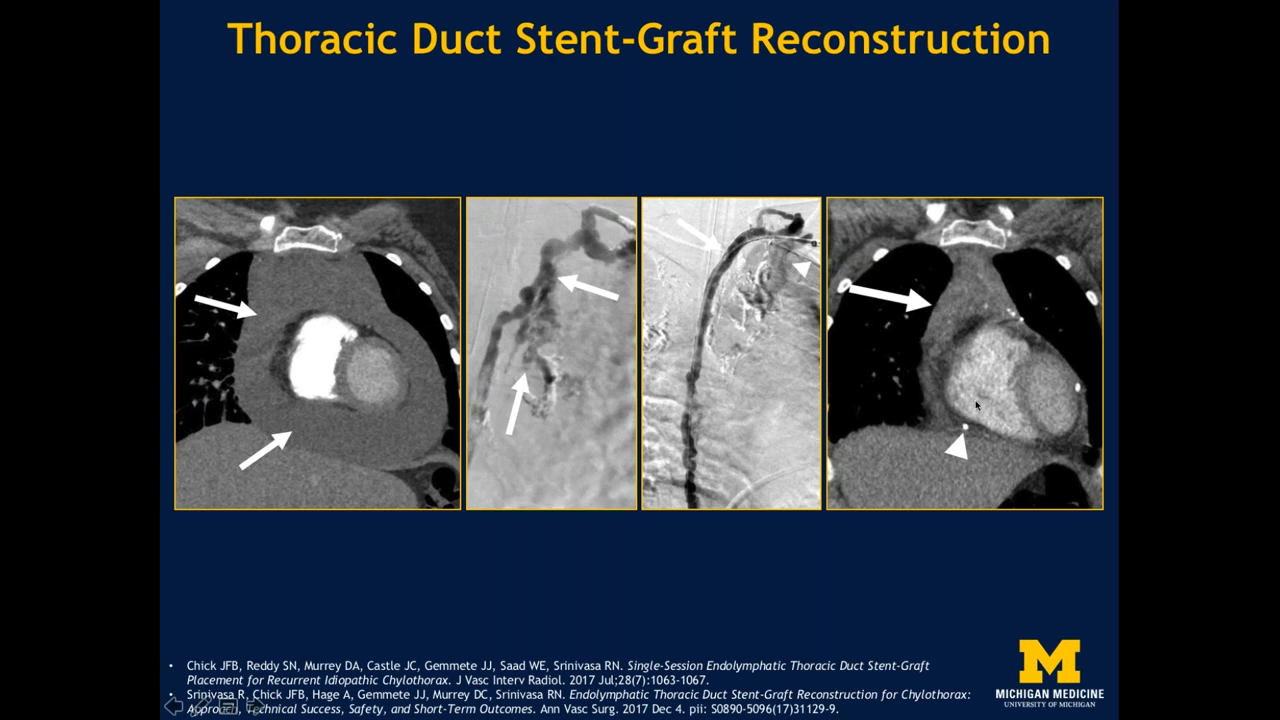 Thoracic Duct Stent-Graft Reconstruction
• Chick JFB, Reddy SN, Murrey DA, Castle JC, Gemmete JJ, Saad WE, Srinivasa RN. Single-Session Endolymphatic Thoracic Duct Stent-Graft
Placement for Recurrent Idiopathic Chylothorax. J Vasc Interv Radiol. 2017 Jul;28(7):1063-1067.
• Srinivasa R, Chick JFB, Hage A, Gemmete JJ, Murrey DC, Srinivasa RN. Endolymphatic Thoracic Duct Stent-Graft Reconstruction for Chylothorax:
Approach, Technical Success, Safety, and Short-Term Outcomes. Ann Vasc Surg. 2017 Dec 4. pii: S0890-5096(17)31129-9.
M
MICHIGAN MEDICINE
UNIVERSITY OF MICHIGAN